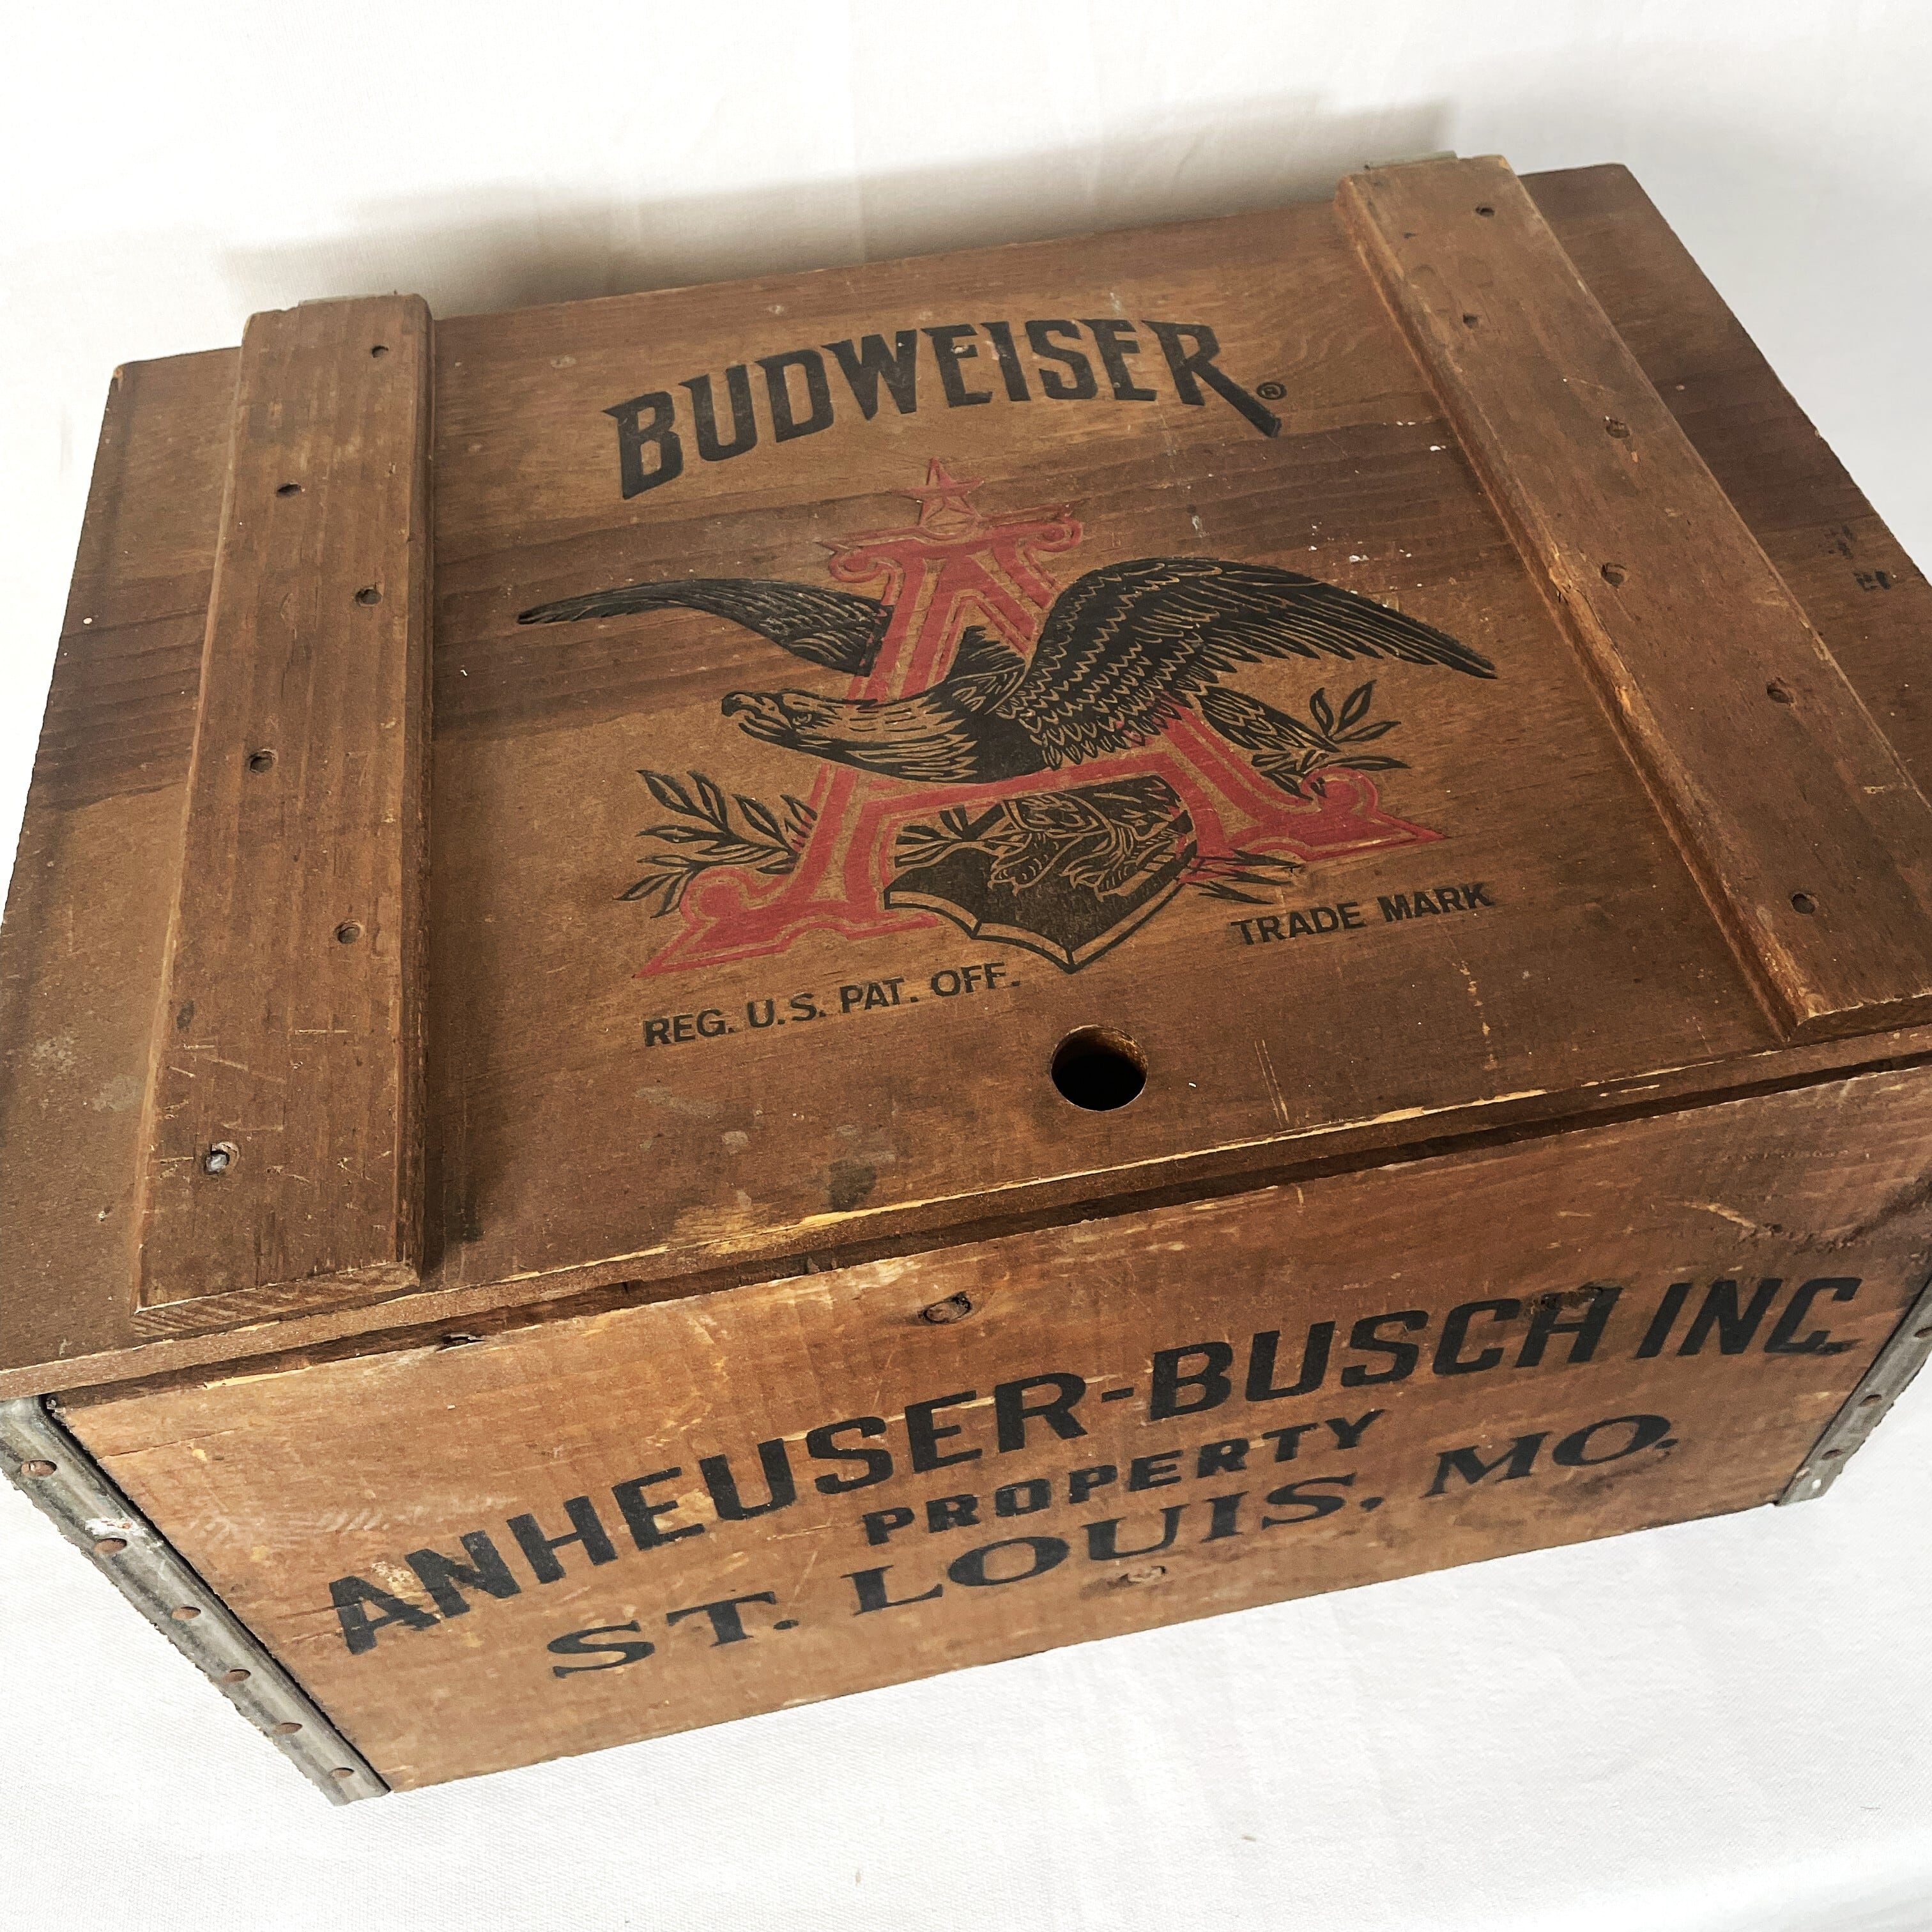 BUDWEISER®
REG. U.S. PAT. OFF. TRADE MARK
ANHEUSER-BUSCH INC.
PROPERTY
ST. LOUIS, MO.